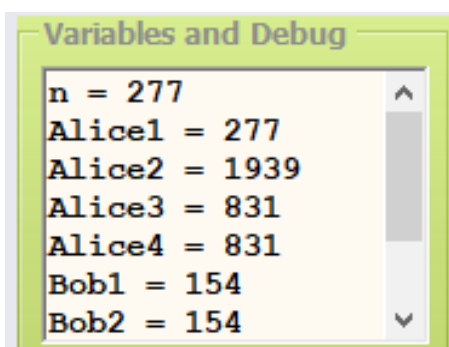 Variables and Debug
n = 277
Alice1 = 277
Alice2 = 1939
Alice3 = 831
Alice4 = 831
Bob1 = 154
Bob2 = 154